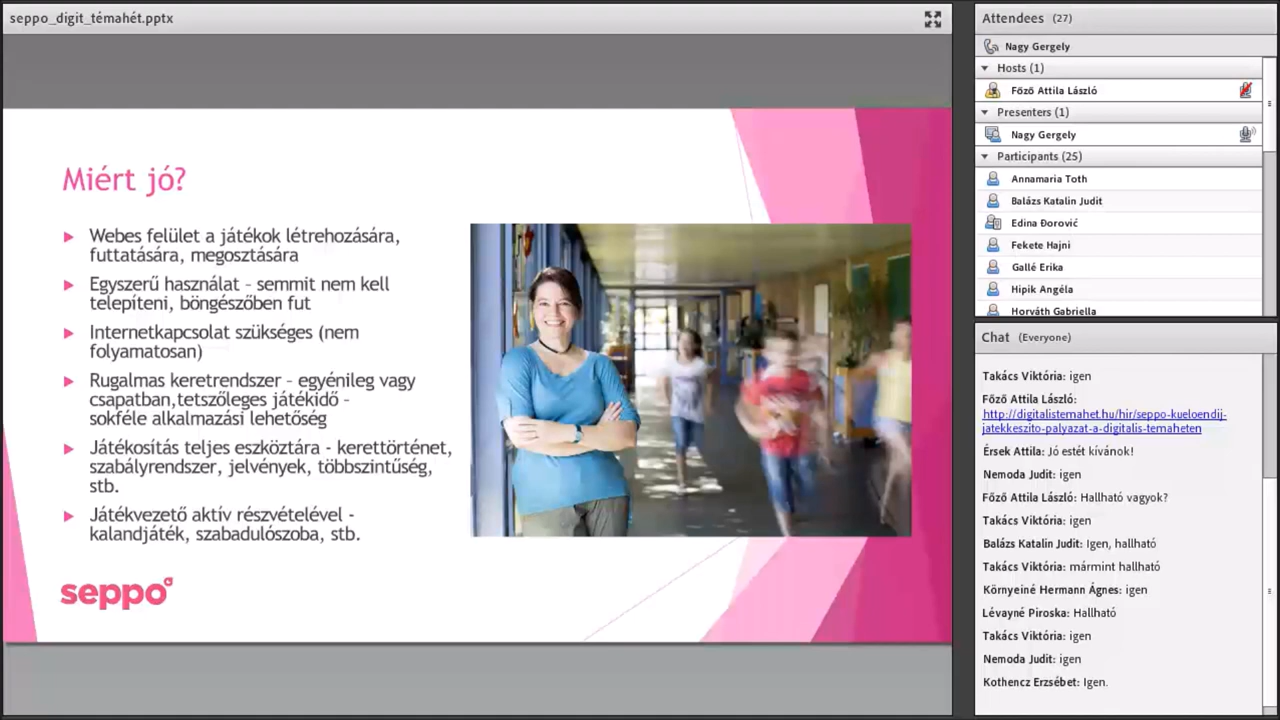 seppo_digit_témahét.pptx
Miért jó?
Webes felület a játékok létrehozására,
futtatására, megosztására
Egyszerű használat - semmit nem kell
telepíteni, böngészőben fut
Internetkapcsolat szükséges (nem
folyamatosan)
Rugalmas keretrendszer - egyénileg vagy
csapatban,tetszőleges játékidő -
sokféle alkalmazási lehetőség
Játékosítás teljes eszköztára - kerettörténet,
szabályrendszer, jelvények, többszintűség,
stb.
Játékvezető aktív részvételével -
kalandjáték, szabadulószoba, stb.
seppo
Attendees (27)
Nagy Gergely
Hosts (1)
Főző Attila László
Presenters (1)
Nagy Gergely
Participants (25)
Annamaria Toth
Balázs Katalin Judit
Edina Đorović
Fekete Hajni
Gallé Erika
Hipik Angéla
Horváth Gabriella
Chat (Everyone)
Takács Viktória: igen
Főző Attila László:
http://digitalistemahet.hu/hir/seppo-kueloendij-
jatekkeszito-palyazat-a-digitalis-temaheten
Érsek Attila: Jó estét kívánok!
Nemoda Judit: igen
Főző Attila László: Hallható vagyok?
Takács Viktória: igen
Balázs Katalin Judit: Igen, hallható
Takács Viktória: mármint hallható
Környeiné Hermann Ágnes: igen
Lévayné Piroska: Hallható
Takács Viktória: igen
Nemoda Judit: igen
Kothencz Erzsébet: Igen.